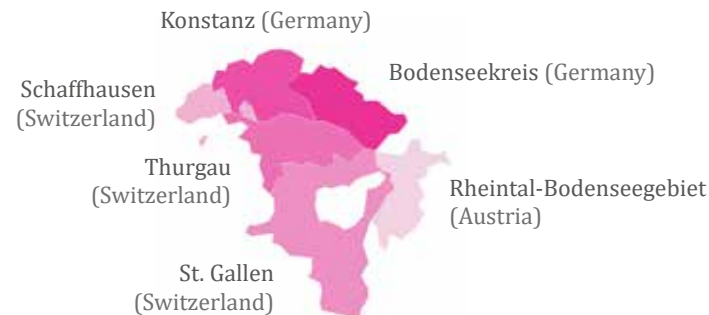 Konstanz (Germany)
Bodenseekreis (Germany)
Schaffhausen
(Switzerland)
Thurgau
(Switzerland)
Rheintal-Bodenseegebiet
(Austria)
St. Gallen
(Switzerland)